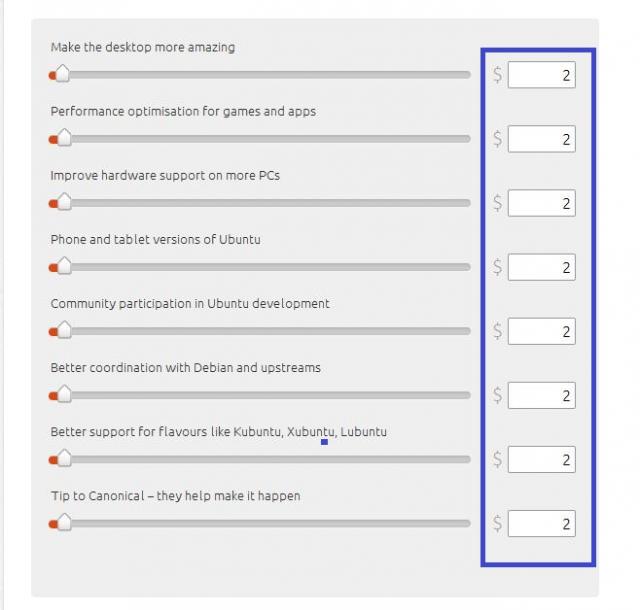 Make the desktop more amazing
$ 2
Performance optimisation for games and apps
$ 2
Improve hardware support on more PCs
$ 2
Phone and tablet versions of Ubuntu
$ 2
Community participation in Ubuntu development
$ 2
Better coordination with Debian and upstreams
$ 2
Better support for flavours like Kubuntu, Xubuntu, Lubuntu
$ 2
Tip to Canonical – they help make it happen
$ 2